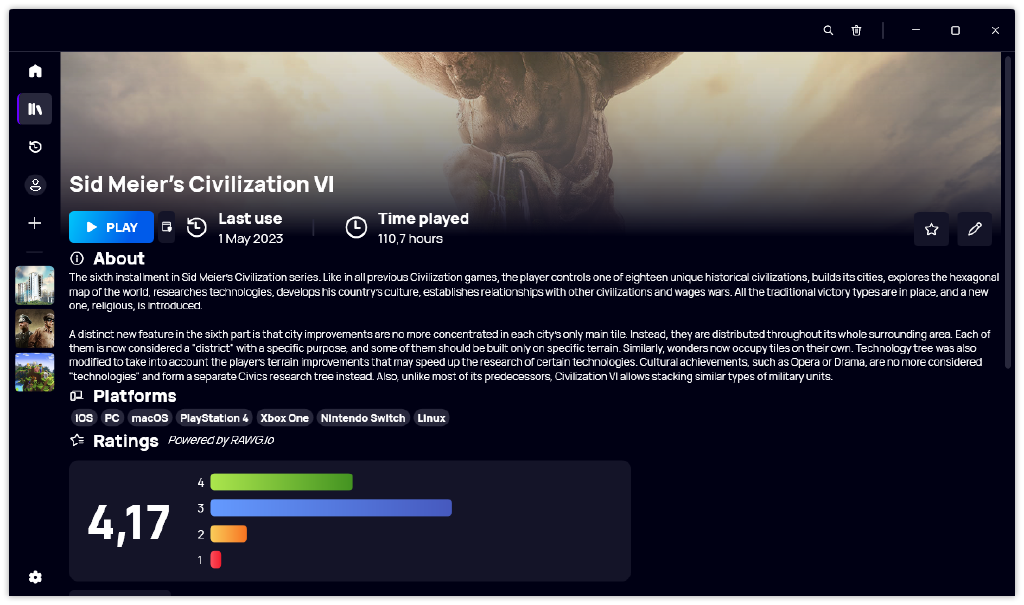 Sid Meier's Civilization VI
PLAY
Last use
1 May 2023
Time played
110,7 hours
About
The sixth installment in Sid Meier's Civilization series. Like in all previous Civilization games, the player controls one of eighteen unique historical civilizations, builds its cities, explores the hexagonal
map of the world, researches technologies, develops his country's culture, establishes relationships with other civilizations and wages wars. All the traditional victory types are in place, and a new
one, religious, is introduced.
A distinct new feature in the sixth part is that city improvements are no more concentrated in each city's only main tile. Instead, they are distributed throughout its whole surrounding area. Each of
them is now considered a "district" with a specific purpose, and some of them should be built only on specific terrain. Similarly, wonders now occupy tiles on their own. Technology tree was also
modified to take into account the player's terrain improvements that may speed up the research of certain technologies. Cultural achievements, such as Opera or Drama, are no more considered
"technologies" and form a separate Civics research tree instead. Also, unlike most of its predecessors, Civilization VI allows stacking similar types of military units.
Platforms
iOS PC macOS PlayStation 4 Xbox One Nintendo Switch Linux
Ratings Powered by RAWG.io
4,17
4
3
2
1